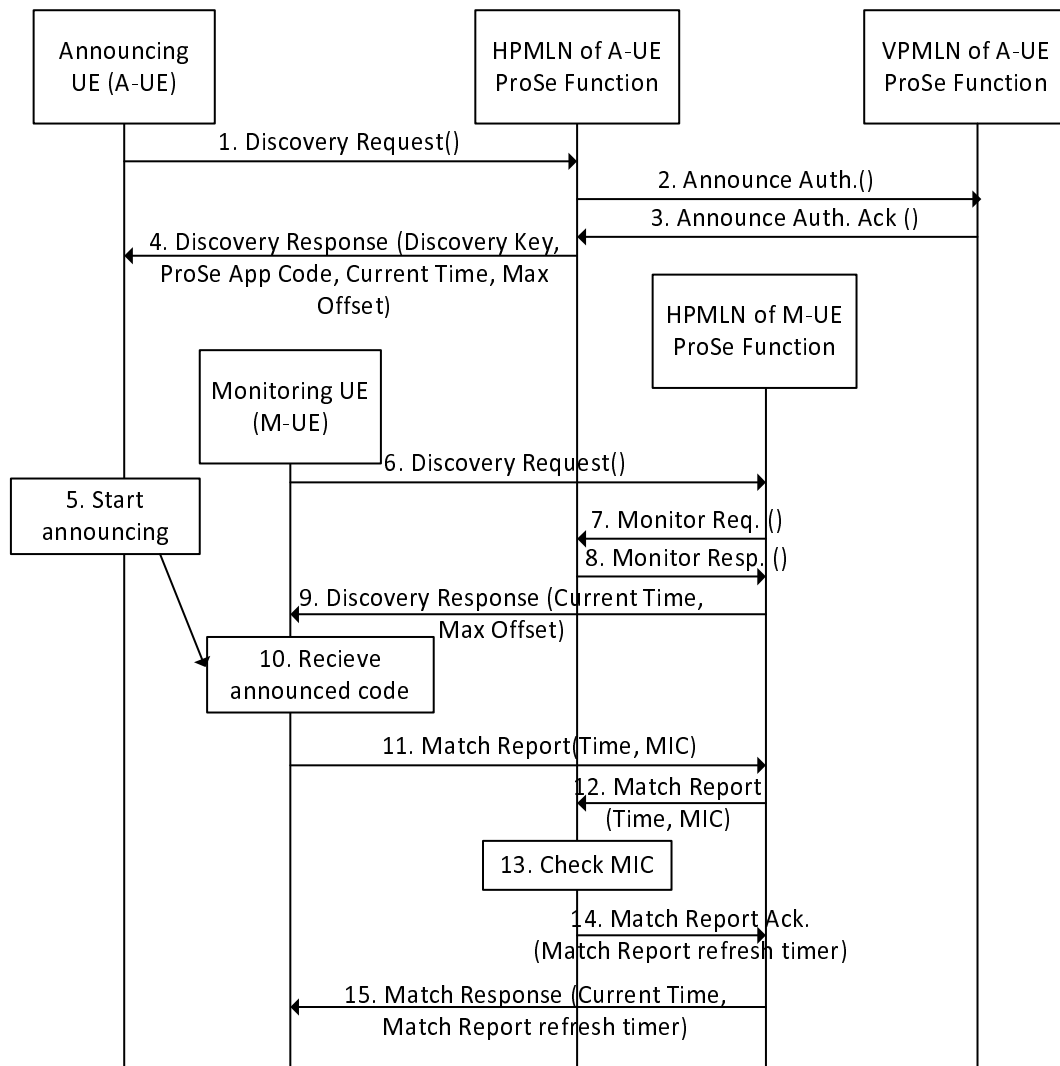 Announcing
UE (A-UE)
HPMLN of A-UE
ProSe Function
VPMLN of A-UE
ProSe Function
1. Discovery Request()
2. Announce Auth.()
3. Announce Auth. Ack ()
4. Discovery Response (Discovery Key,
ProSe App Code, Current Time, Max
Offset)
HPMLN of M-UE
ProSe Function
Monitoring UE
(M-UE)
6. Discovery Request()
5. Start
announcing
7. Monitor Req. ()
8. Monitor Resp. ()
9. Discovery Response (Current Time,
Max Offset)
10. Recieve
announced code
11. Match Report(Time, MIC)
12. Match Report
(Time, MIC)
13. Check MIC
14. Match Report Ack.
(Match Report refresh timer)
15. Match Response (Current Time,
Match Report refresh timer)